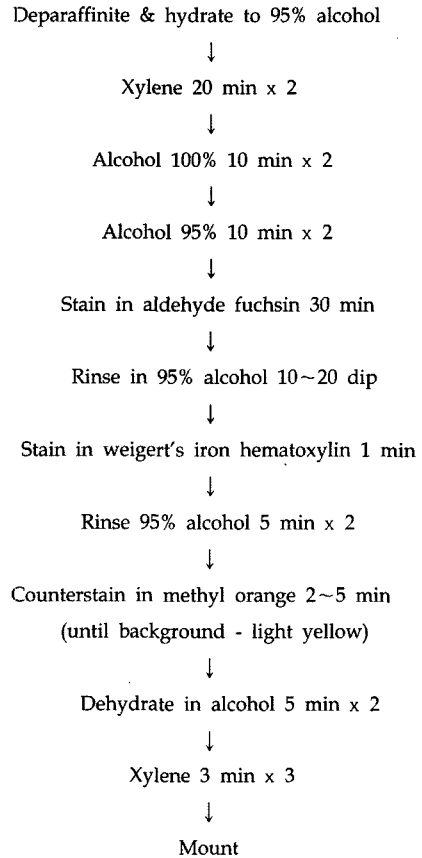 Deparaffinite & hydrate to 95% alcohol
↓
Xylene 20 min x 2
↓
Alcohol 100% 10 min x 2
↓
Alcohol 95% 10 min x 2
↓
Stain in aldehyde fuchsin 30 min
↓
Rinse in 95% alcohol 10~20 dip
↓
Stain in weigert's iron hematoxylin 1 min
↓
Rinse 95% alcohol 5 min x 2
↓
Counterstain in methyl orange 2~5 min
(until background - light yellow)
↓
Dehydrate in alcohol 5 min x 2
↓
Xylene 3 min x 3
↓
Mount